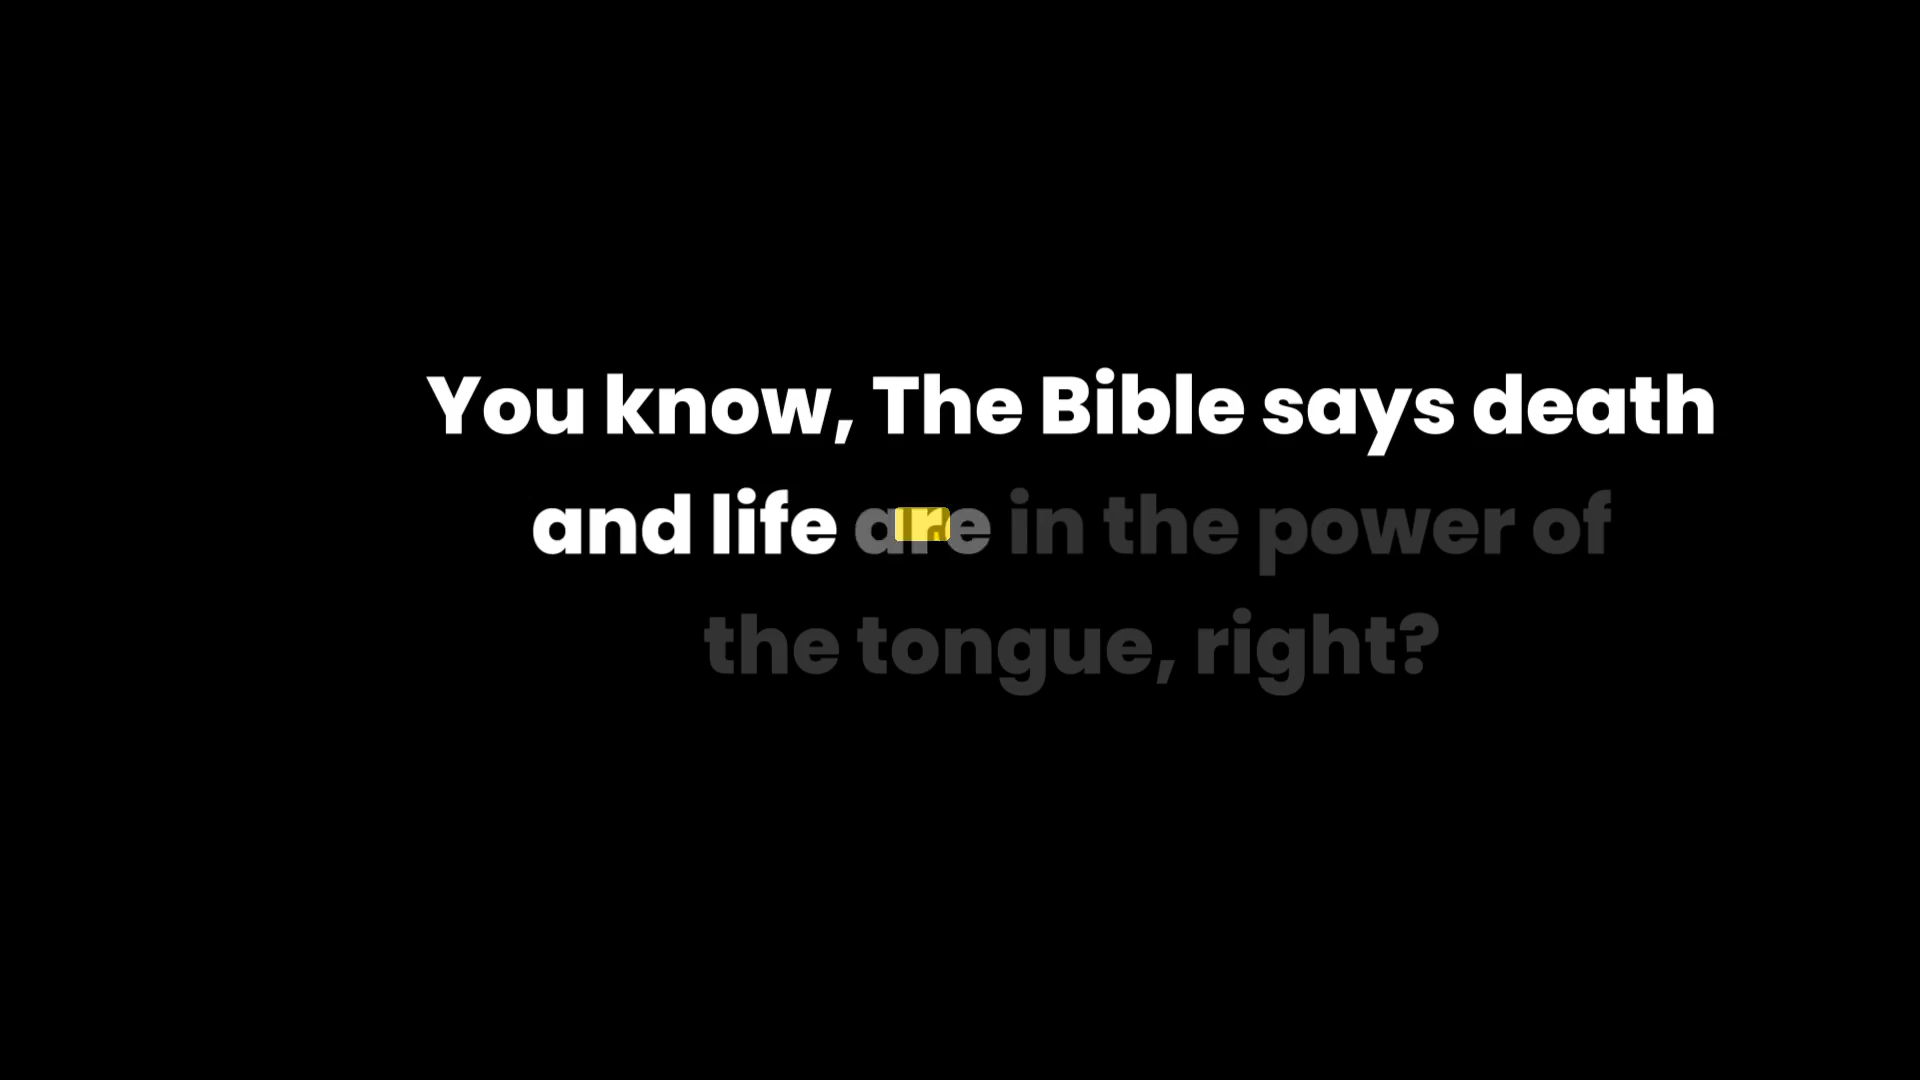 You know, The Bible says death
and life are in the power of
the tongue, right?